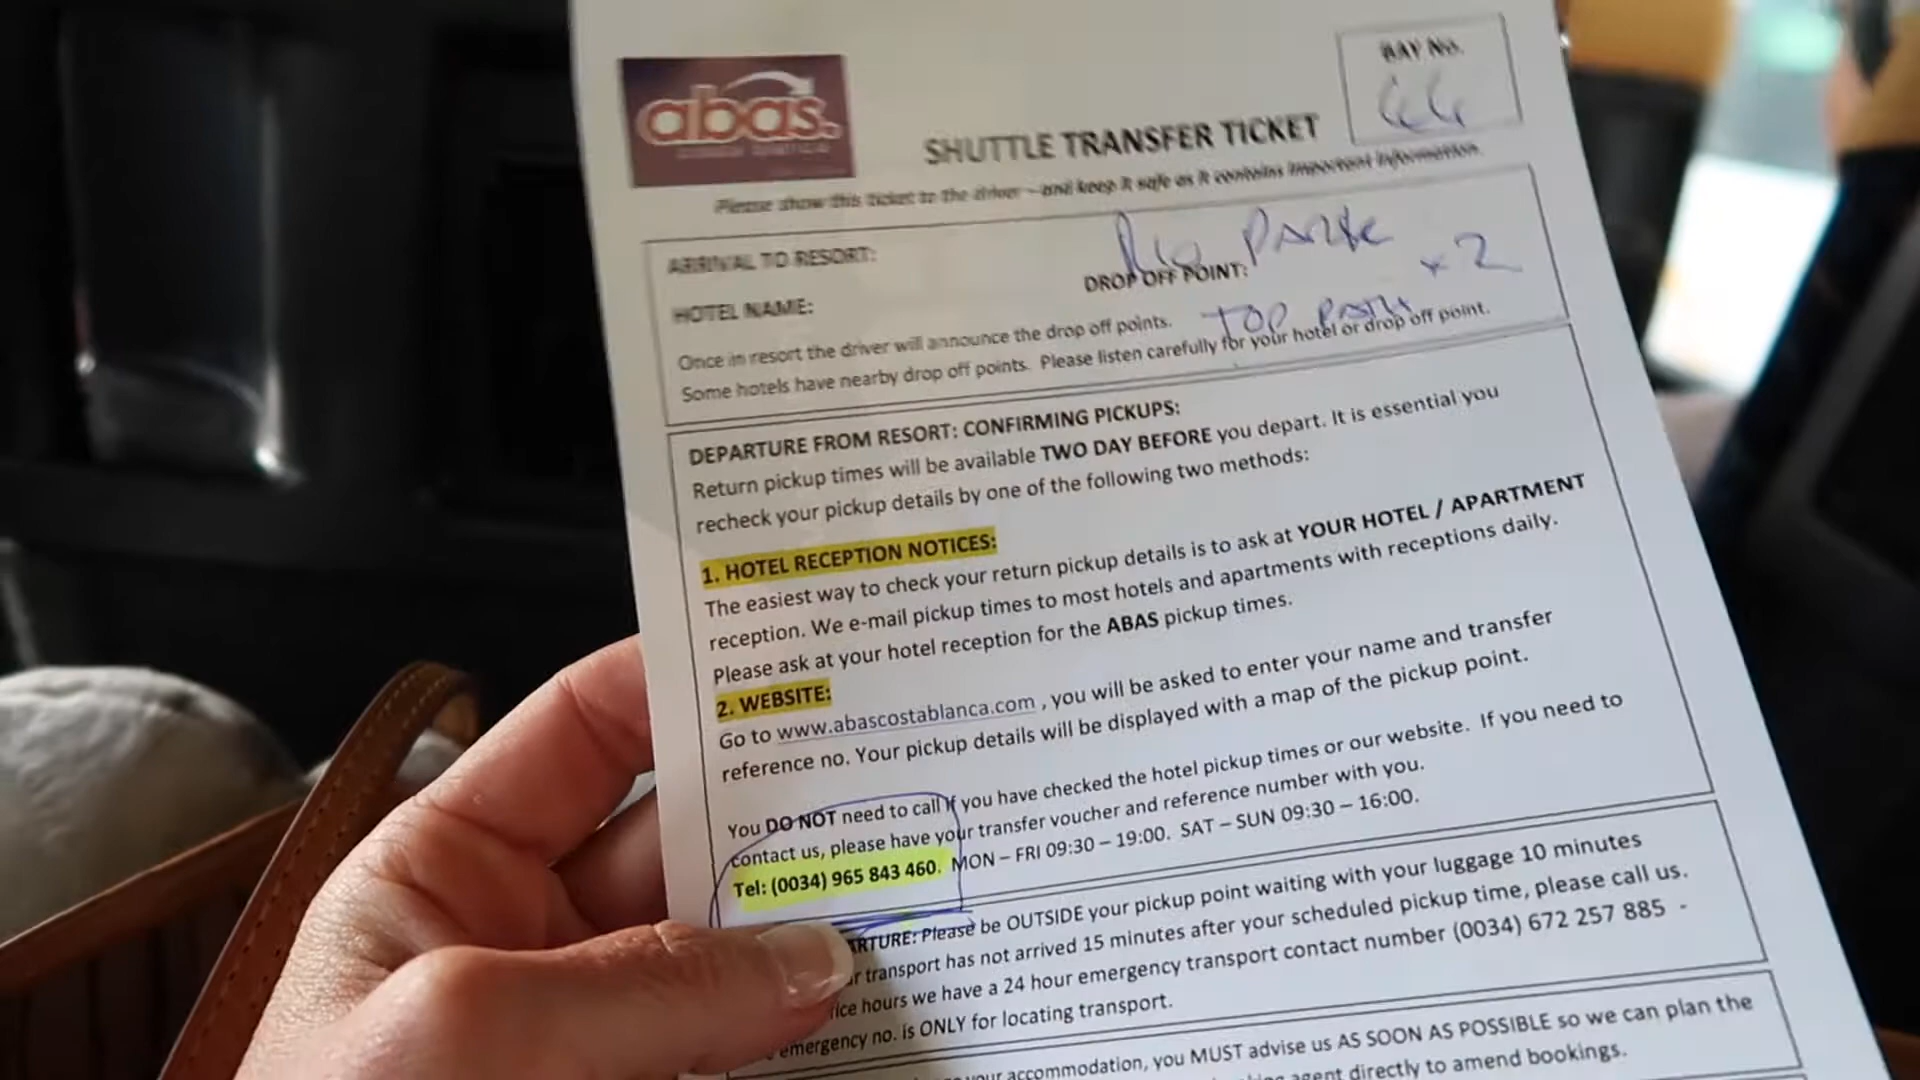 abas.
BAY No.
44
SHUTTLE TRANSFER TICKET
Please show this ticket to the driver – and keep it safe as it contains important information.
Rio Park
ARRIVAL TO RESORT:
DROP OFF POINT:
x 2
HOTEL NAME:
TOP Park
Once in resort the driver will announce the drop off points.
Some hotels have nearby drop off points. Please listen carefully for your hotel or drop off point.
DEPARTURE FROM RESORT: CONFIRMING PICKUPS:
Return pickup times will be available TWO DAY BEFORE you depart. It is essential you
recheck your pickup details by one of the following two methods:
1. HOTEL RECEPTION NOTICES:
The easiest way to check your return pickup details is to ask at YOUR HOTEL / APARTMENT
reception. We e-mail pickup times to most hotels and apartments with receptions daily.
Please ask at your hotel reception for the ABAS pickup times.
2. WEBSITE:
Go to www.abascostablanca.com , you will be asked to enter your name and transfer
reference no. Your pickup details will be displayed with a map of the pickup point.
You DO NOT need to call if you have checked the hotel pickup times or our website. If you need to
contact us, please have your transfer voucher and reference number with you.
Tel: (0034) 965 843 460. MON – FRI 09:30 – 19:00. SAT – SUN 09:30 – 16:00.
ARTURE: Please be OUTSIDE your pickup point waiting with your luggage 10 minutes
transport has not arrived 15 minutes after your scheduled pickup time, please call us.
hours we have a 24 hour emergency transport contact number (0034) 672 257 885 -
emergency no. is ONLY for locating transport.
your accommodation, you MUST advise us AS SOON AS POSSIBLE so we can plan the
agent directly to amend bookings.